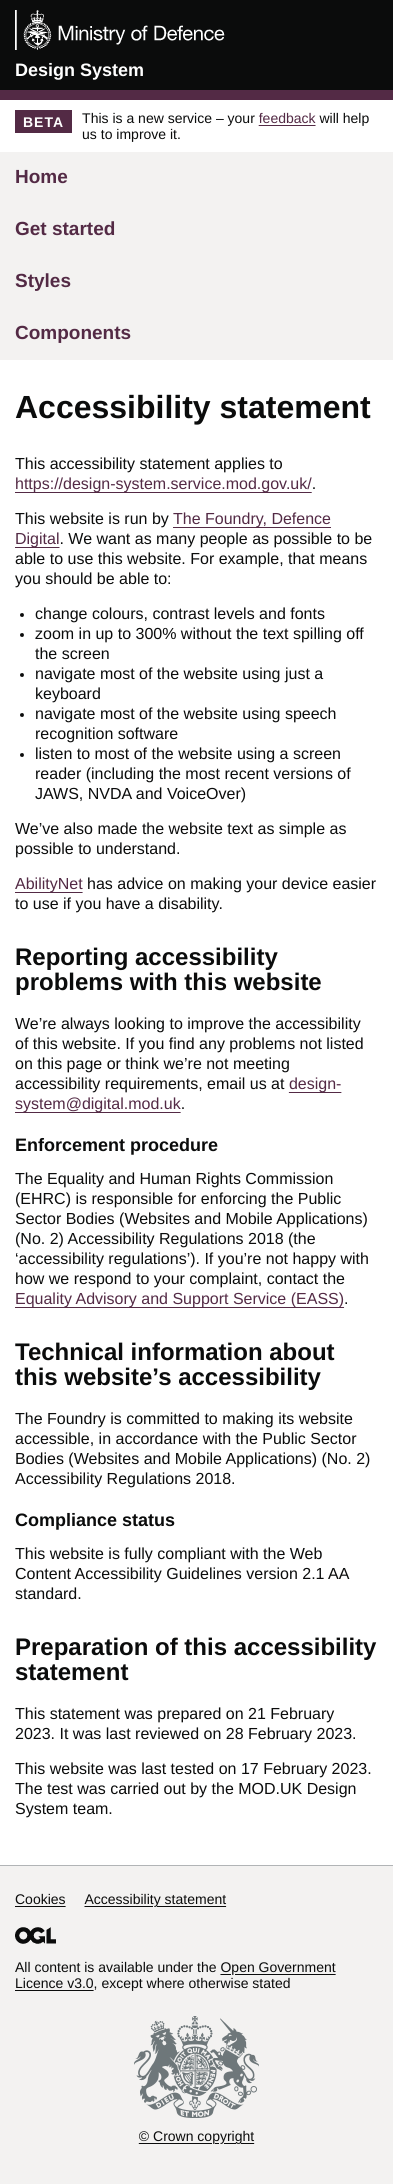 Ministry of Defence
Design System
BETA
This is a new service – your feedback will help
us to improve it.
Home
Get started
Styles
Components
Accessibility statement
This accessibility statement applies to
https://design-system.service.mod.gov.uk/.
This website is run by The Foundry, Defence
Digital. We want as many people as possible to be
able to use this website. For example, that means
you should be able to:
• change colours, contrast levels and fonts
• zoom in up to 300% without the text spilling off
the screen
• navigate most of the website using just a
keyboard
• navigate most of the website using speech
recognition software
• listen to most of the website using a screen
reader (including the most recent versions of
JAWS, NVDA and VoiceOver)
We’ve also made the website text as simple as
possible to understand.
AbilityNet has advice on making your device easier
to use if you have a disability.
Reporting accessibility
problems with this website
We’re always looking to improve the accessibility
of this website. If you find any problems not listed
on this page or think we’re not meeting
accessibility requirements, email us at design-
system@digital.mod.uk.
Enforcement procedure
The Equality and Human Rights Commission
(EHRC) is responsible for enforcing the Public
Sector Bodies (Websites and Mobile Applications)
(No. 2) Accessibility Regulations 2018 (the
‘accessibility regulations’). If you’re not happy with
how we respond to your complaint, contact the
Equality Advisory and Support Service (EASS).
Technical information about
this website’s accessibility
The Foundry is committed to making its website
accessible, in accordance with the Public Sector
Bodies (Websites and Mobile Applications) (No. 2)
Accessibility Regulations 2018.
Compliance status
This website is fully compliant with the Web
Content Accessibility Guidelines version 2.1 AA
standard.
Preparation of this accessibility
statement
This statement was prepared on 21 February
2023. It was last reviewed on 28 February 2023.
This website was last tested on 17 February 2023.
The test was carried out by the MOD.UK Design
System team.
Cookies Accessibility statement
OGL
All content is available under the Open Government
Licence v3.0, except where otherwise stated
DIEU ET MON DROIT
© Crown copyright